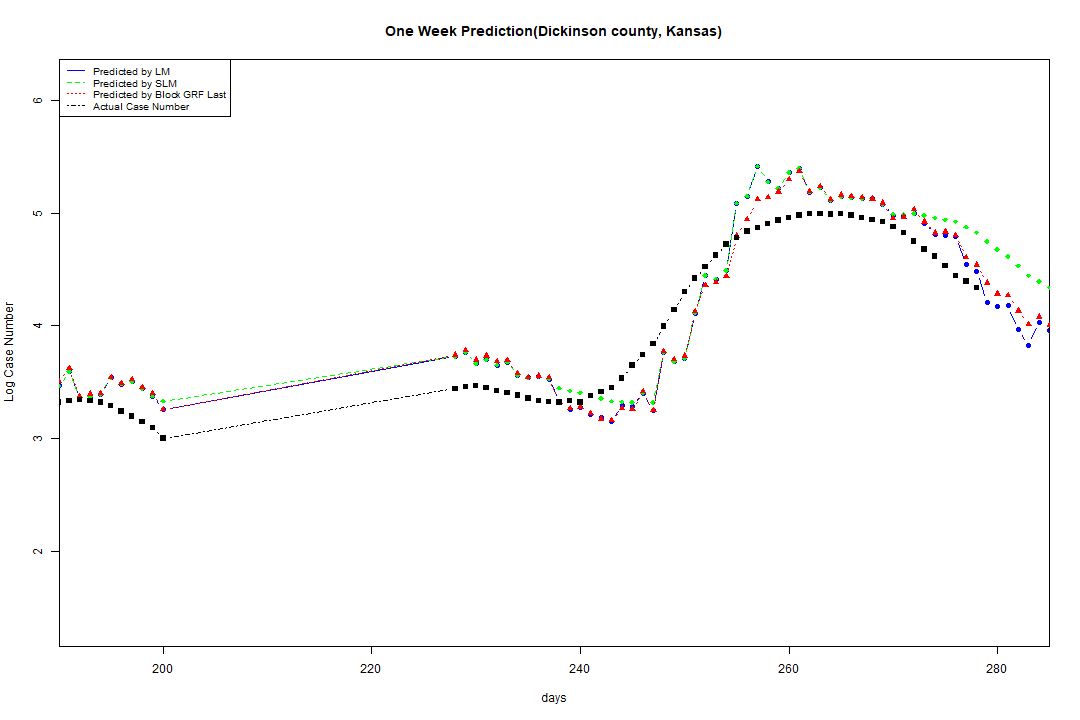 One Week Prediction(Dickinson county, Kansas)
Predicted by LM
Predicted by SLM
Predicted by Block GRF Last
Actual Case Number
6
5
4
3
2
Log Case Number
200 220 240 260 280
days